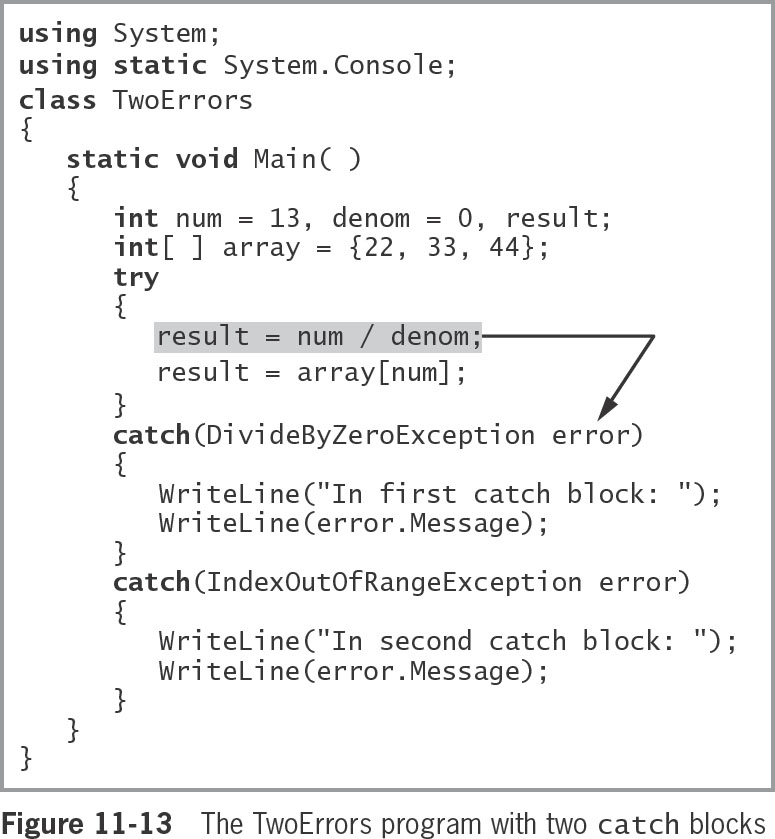 using System;
using static System.Console;
class TwoErrors
{
   static void Main( )
   {
      int num = 13, denom = 0, result;
      int[ ] array = {22, 33, 44};
      try
      {
         result = num / denom;
         result = array[num];
      }
      catch(DivideByZeroException error)
      {
         WriteLine("In first catch block: ");
         WriteLine(error.Message);
      }
      catch(IndexOutOfRangeException error)
      {
         WriteLine("In second catch block: ");
         WriteLine(error.Message);
      }
   }
}
Figure 11-13 The TwoErrors program with two catch blocks